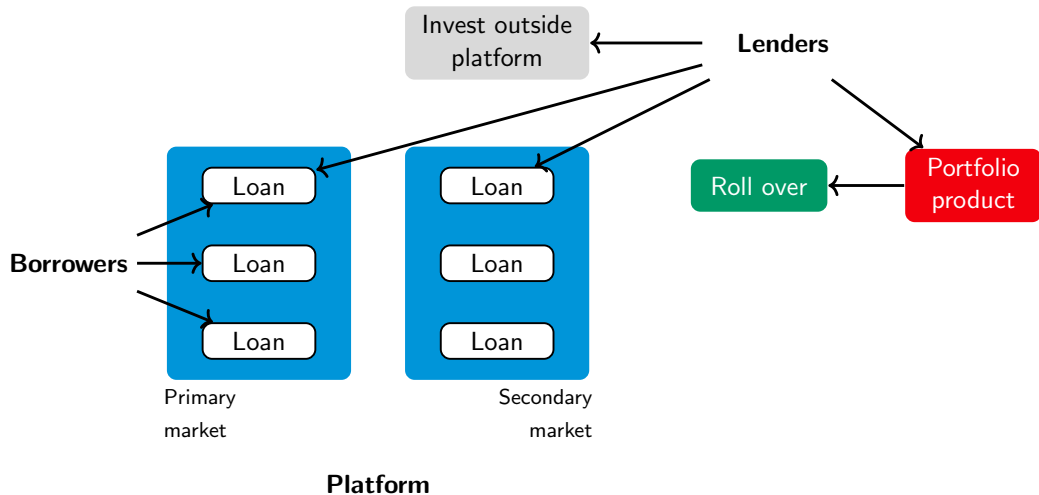 Invest outside
platform
Lenders
Loan
Loan
Roll over
Portfolio
product
Borrowers
Loan
Loan
Loan
Loan
Primary
market
Secondary
market
Platform